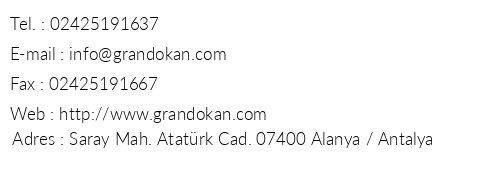 Tel. : 02425191637
E-mail : info@grandokan.com
Fax : 02425191667
Web : http://www.grandokan.com
Adres : Saray Mah. Atatürk Cad. 07400 Alanya / Antalya